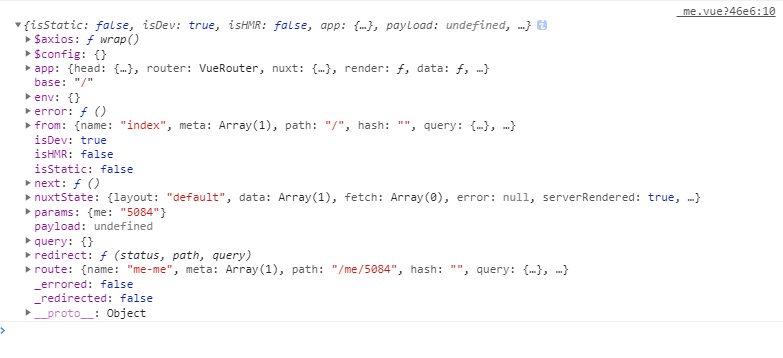 _me.vue?46e6:10
▼{isStatic: false, isDev: true, isHMR: false, app: {…}, payload: undefined, …} i
▶$axios: ƒ wrap()
▶$config: {}
▶app: {head: {…}, router: VueRouter, nuxt: {…}, render: ƒ, data: ƒ, …}
base: "/"
▶env: {}
▶error: ƒ ()
▶from: {name: "index", meta: Array(1), path: "/", hash: "", query: {…}, …}
isDev: true
isHMR: false
isStatic: false
▶next: ƒ ()
▶nuxtState: {layout: "default", data: Array(1), fetch: Array(0), error: null, serverRendered: true, …}
▶params: {me: "5084"}
payload: undefined
▶query: {}
▶redirect: ƒ (status, path, query)
▶route: {name: "me-me", meta: Array(1), path: "/me/5084", hash: "", query: {…}, …}
_errored: false
_redirected: false
▶__proto__: Object